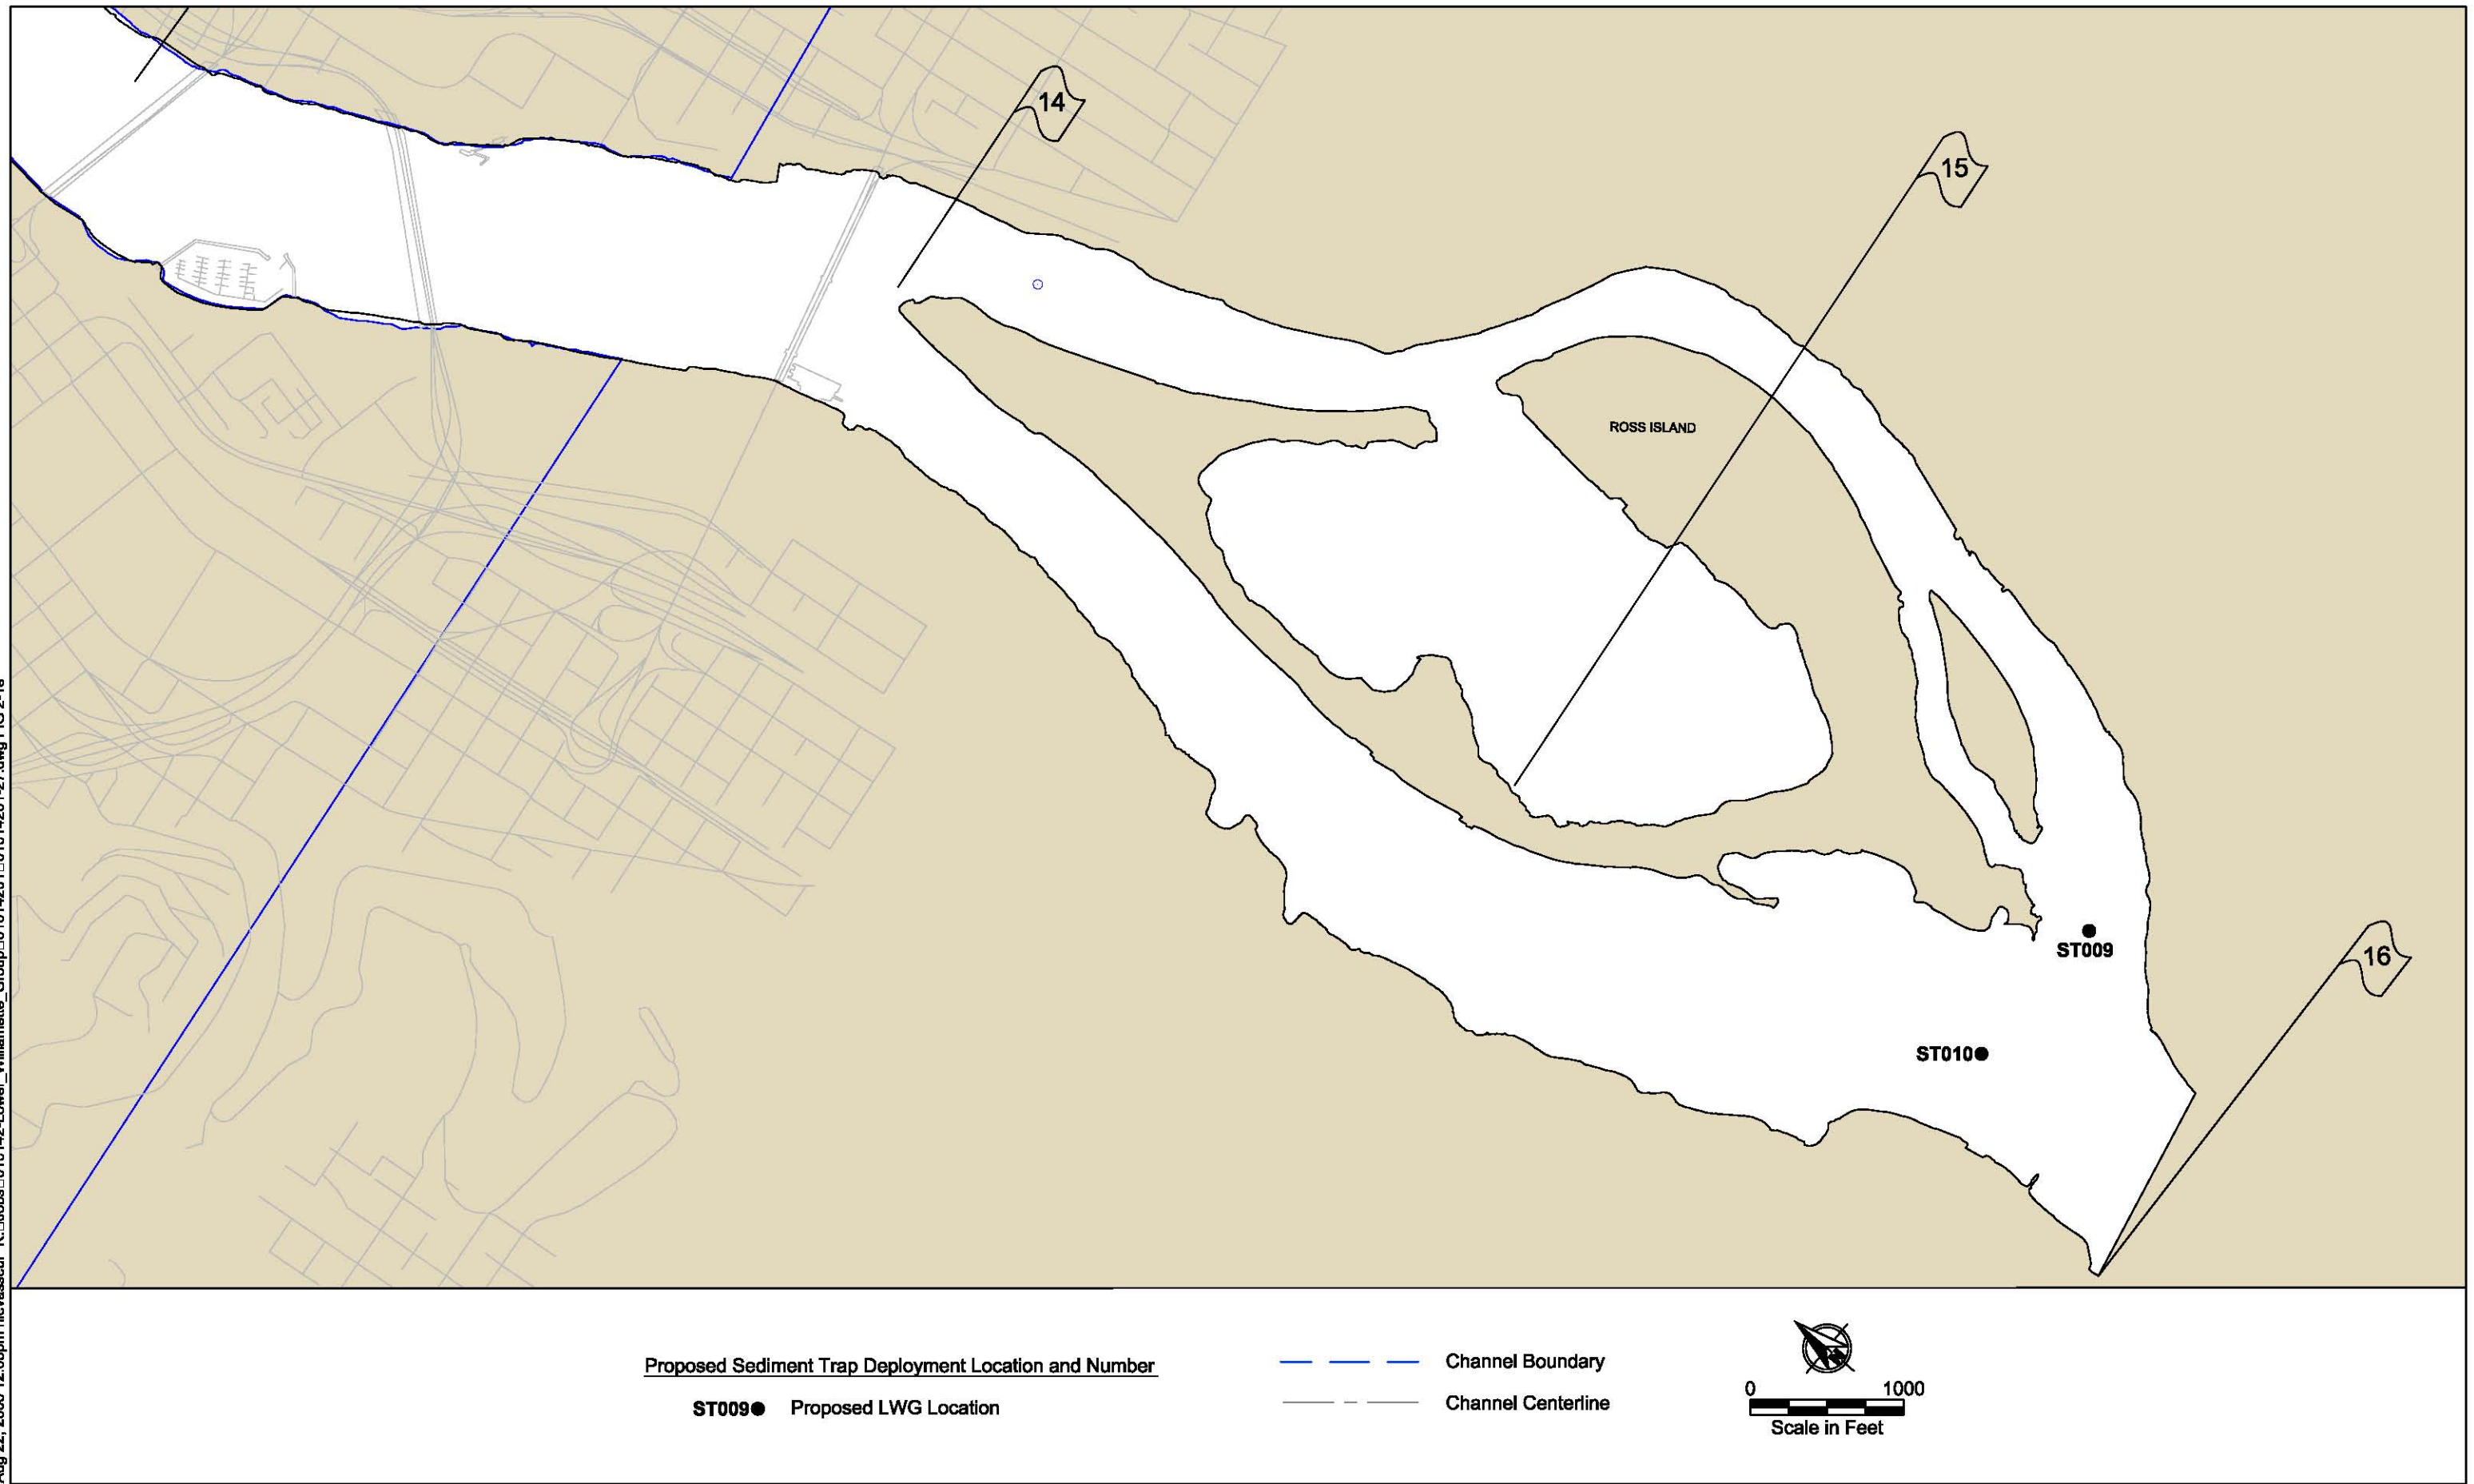 14
15
ROSS ISLAND
ST009
16
ST010
Proposed Sediment Trap Deployment Location and Number
ST009 Proposed LWG Location
Channel Boundary
Channel Centerline
0 1000
Scale in Feet